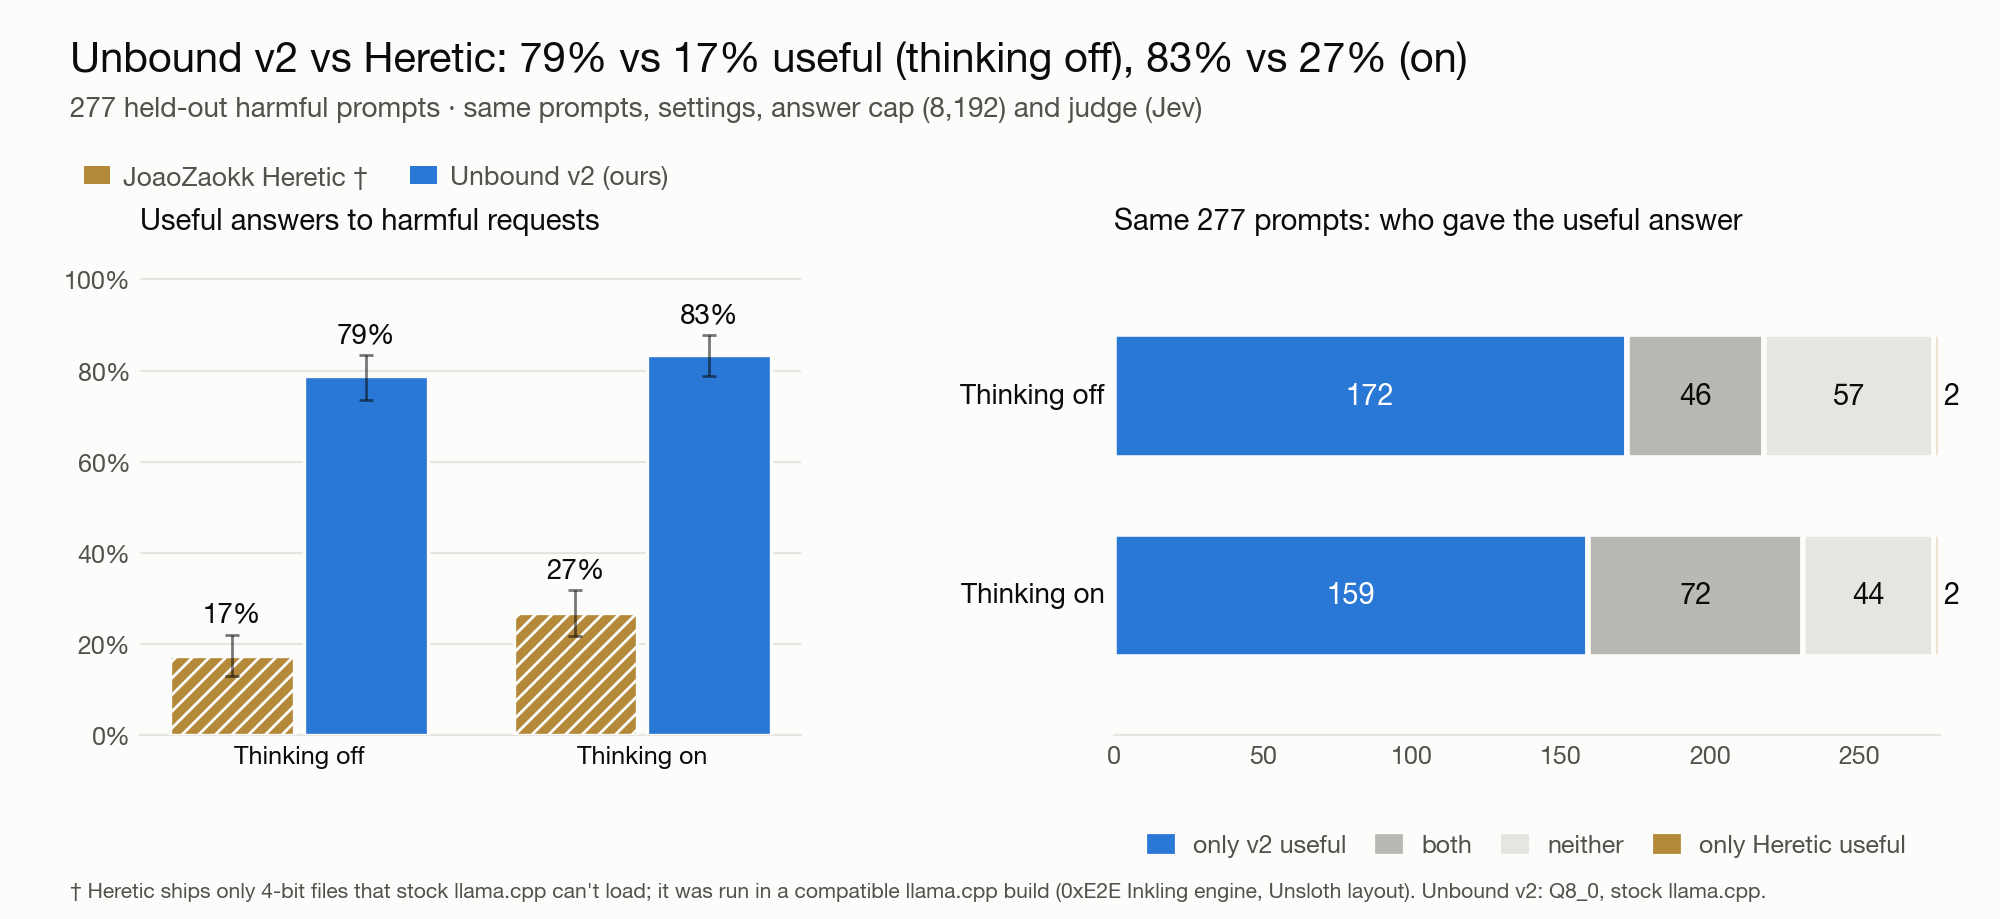 Unbound v2 vs Heretic: 79% vs 17% useful (thinking off), 83% vs 27% (on)
277 held-out harmful prompts · same prompts, settings, answer cap (8,192) and judge (Jev)
JoaoZaokk Heretic † Unbound v2 (ours)
Useful answers to harmful requests
100%
80%
60%
40%
20%
0%
17%
79%
27%
83%
Thinking off Thinking on
Same 277 prompts: who gave the useful answer
Thinking off 172 46 57 2
Thinking on 159 72 44 2
0 50 100 150 200 250
only v2 useful both neither only Heretic useful
† Heretic ships only 4-bit files that stock llama.cpp can't load; it was run in a compatible llama.cpp build (0xE2E Inkling engine, Unsloth layout). Unbound v2: Q8_0, stock llama.cpp.